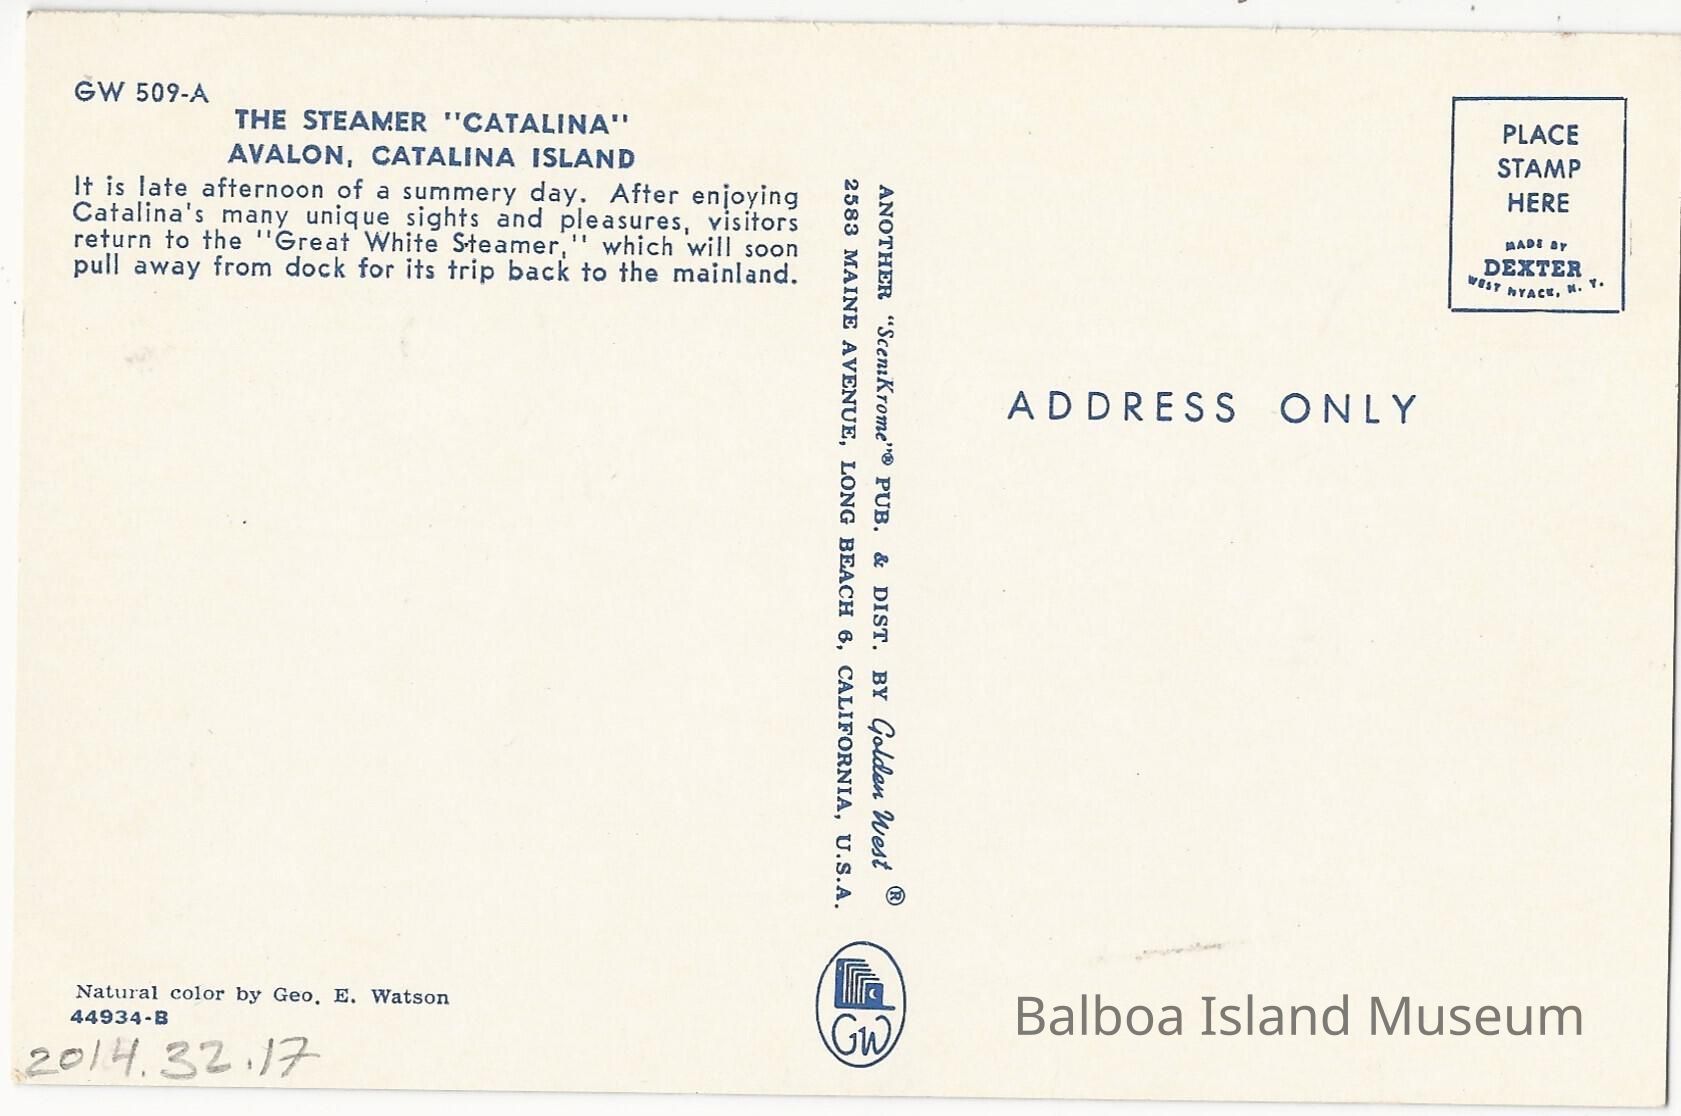 GW 509-A
THE STEAMER "CATALINA"
AVALON, CATALINA ISLAND
It is late afternoon of a summery day. After enjoying
Catalina's many unique sights and pleasures, visitors
return to the "Great White Steamer," which will soon
pull away from dock for its trip back to the mainland.
Natural color by Geo. E. Watson
44934-B
2014.32.17
ANOTHER "ScemKrome"® PUB. & DIST. BY Golden West ®
2583 MAINE AVENUE, LONG BEACH 6, CALIFORNIA, U.S.A.
GW
PLACE
STAMP
HERE
MADE BY
DEXTER
WEST NYACK, N. Y.
ADDRESS ONLY
Balboa Island Museum